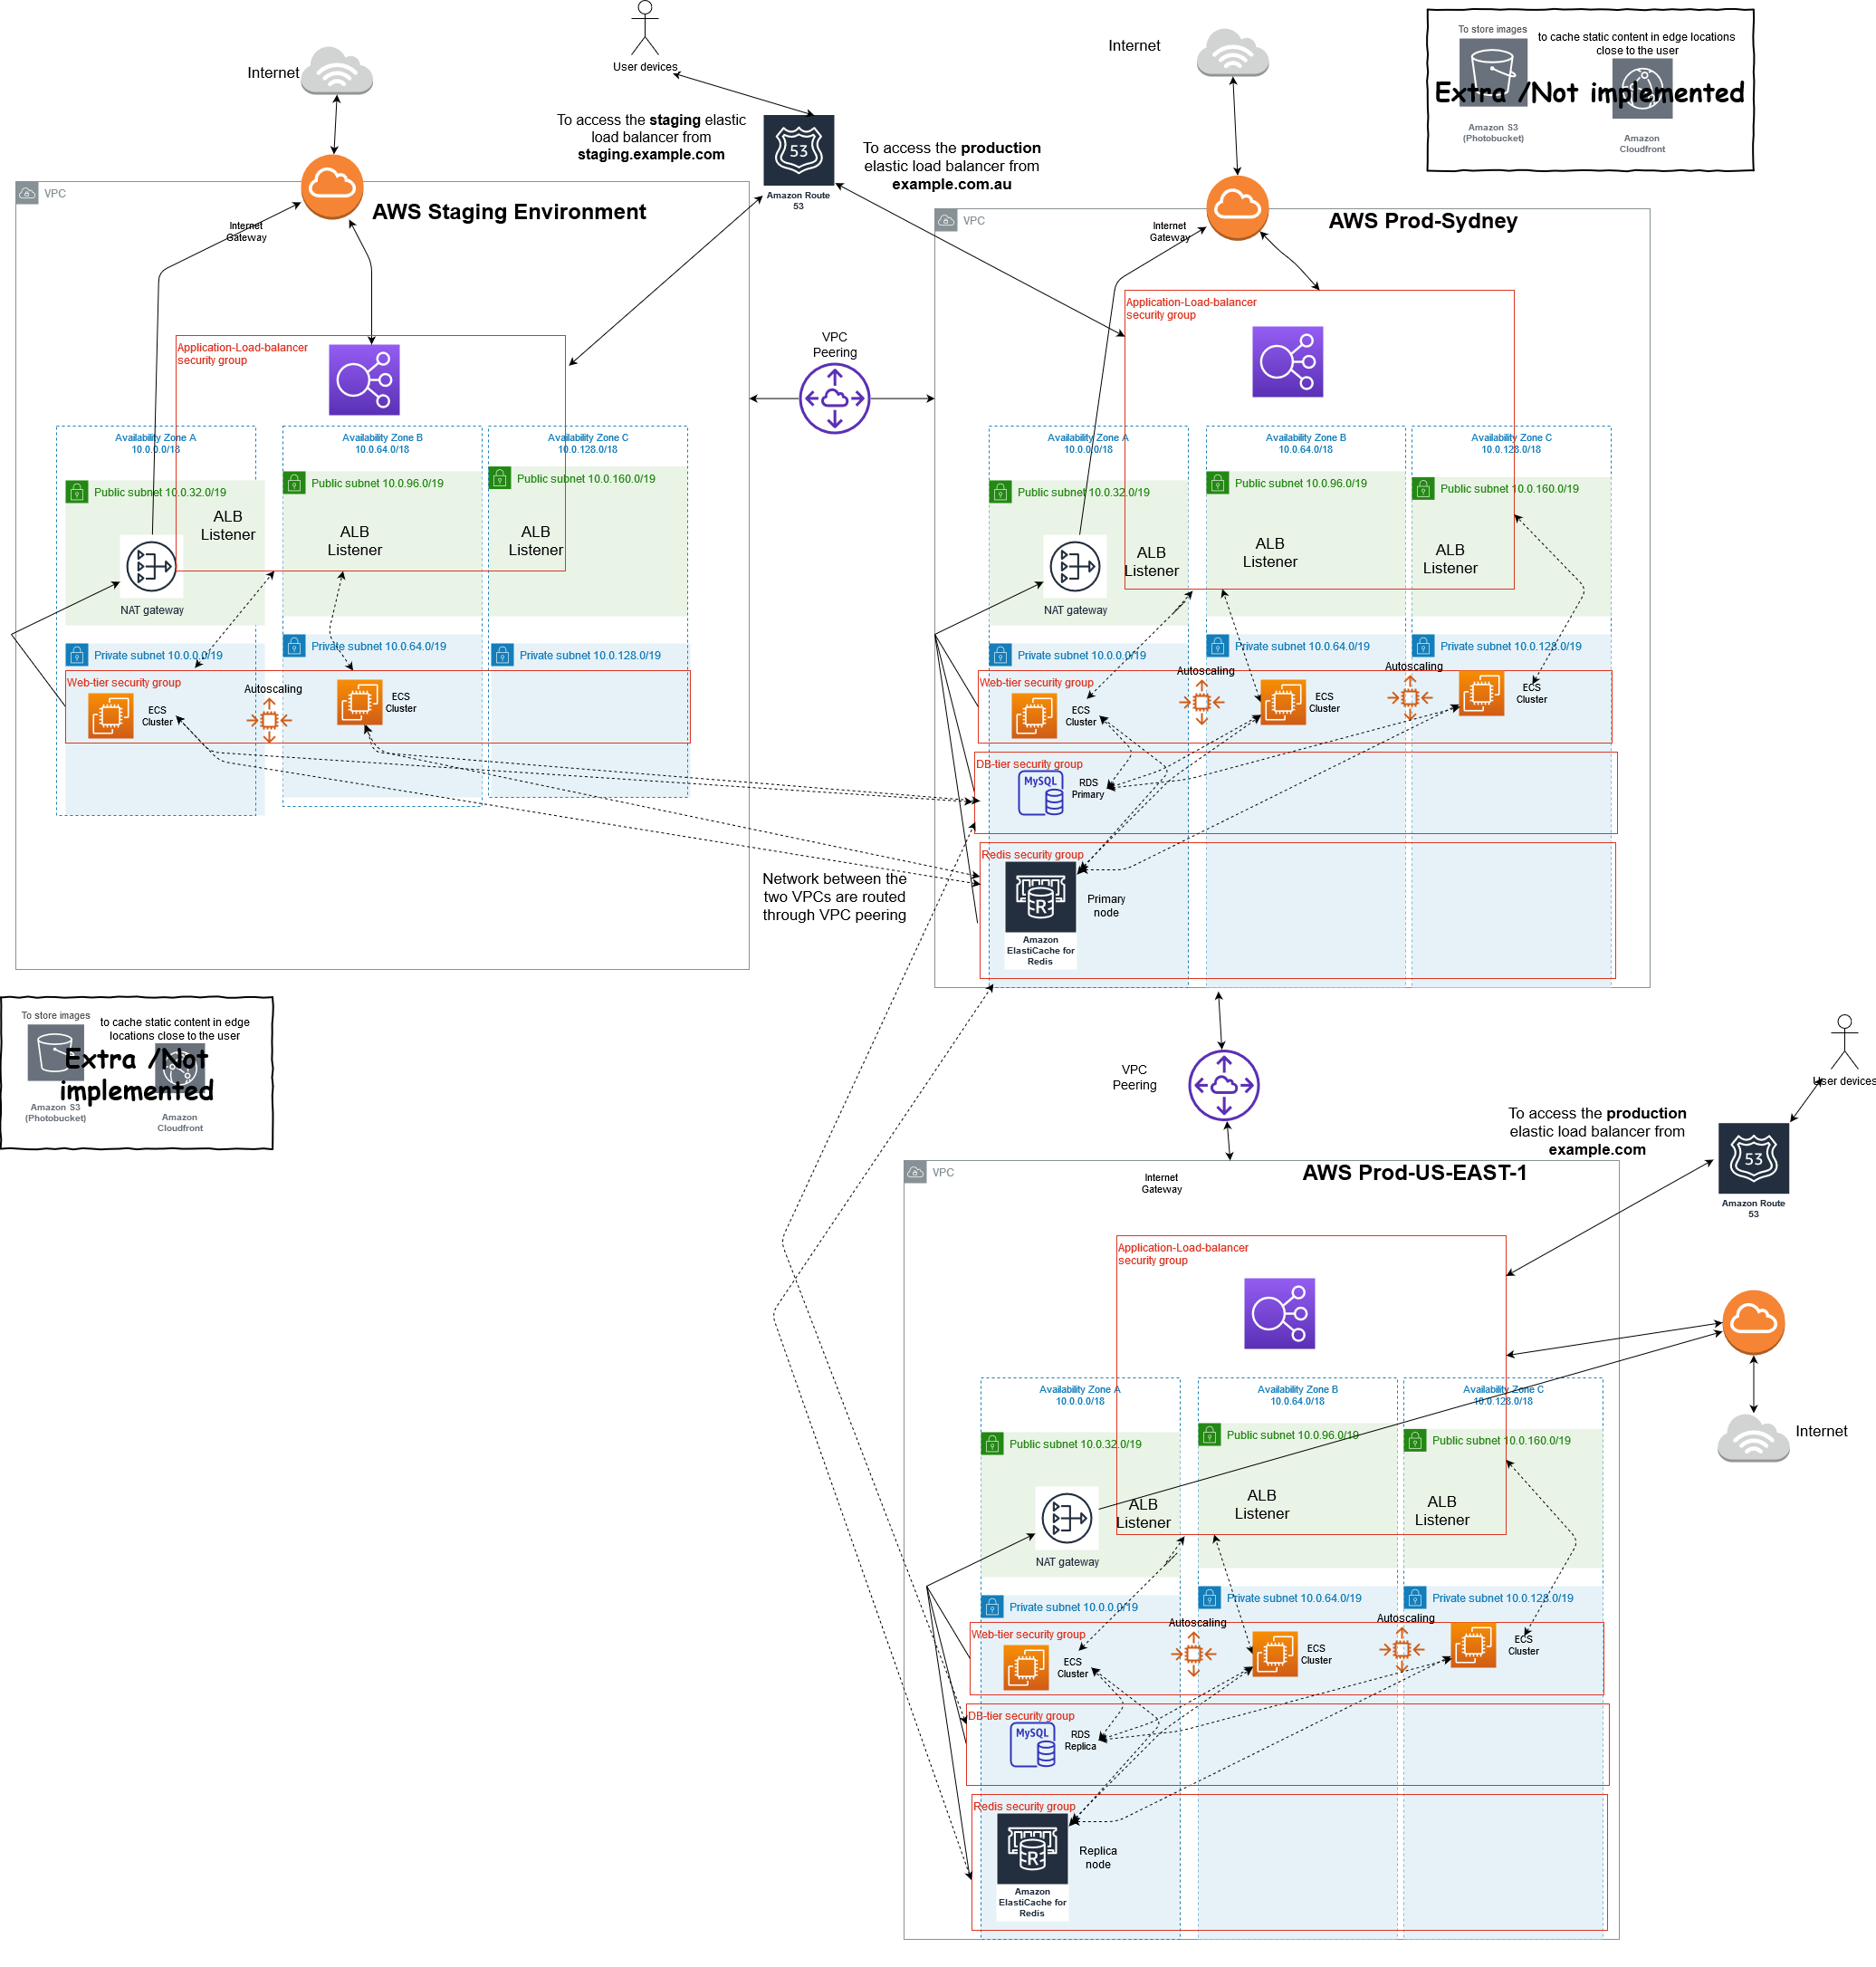 User devices
Internet
To access the staging elastic
load balancer from
staging.example.com
53
Amazon Route
53
To access the production
elastic load balancer from
example.com.au
Internet
To store images
to cache static content in edge locations
close to the user
Extra /Not implemented
Amazon S3
(Photobucket)
Amazon
Cloudfront
VPC
AWS Staging Environment
Internet
Gateway
Application-Load-balancer
security group
Availability Zone A
10.0.0.0/18
Availability Zone B
10.0.64.0/18
Availability Zone C
10.0.128.0/18
Public subnet 10.0.32.0/19
Public subnet 10.0.96.0/19
Public subnet 10.0.160.0/19
ALB
Listener
ALB
Listener
ALB
Listener
NAT gateway
Private subnet 10.0.0.0/19
Private subnet 10.0.64.0/19
Private subnet 10.0.128.0/19
Web-tier security group
ECS
Cluster
Autoscaling
ECS
Cluster
VPC
Peering
VPC
AWS Prod-Sydney
Internet
Gateway
Application-Load-balancer
security group
Availability Zone A
10.0.0.0/18
Availability Zone B
10.0.64.0/18
Availability Zone C
10.0.128.0/18
Public subnet 10.0.32.0/19
Public subnet 10.0.96.0/19
Public subnet 10.0.160.0/19
ALB
Listener
ALB
Listener
ALB
Listener
NAT gateway
Private subnet 10.0.0.0/19
Private subnet 10.0.64.0/19
Private subnet 10.0.128.0/19
Web-tier security group
ECS
Cluster
Autoscaling
ECS
Cluster
Autoscaling
ECS
Cluster
DB-tier security group
MySQL
RDS
Primary
Redis security group
R
Primary
node
Amazon
ElastiCache for
Redis
Network between the
two VPCs are routed
through VPC peering
To store images
to cache static content in edge
locations close to the user
Extra /Not
implemented
Amazon S3
(Photobucket)
Amazon
Cloudfront
VPC
Peering
User devices
To access the production
elastic load balancer from
example.com
53
Amazon Route
53
VPC
AWS Prod-US-EAST-1
Internet
Gateway
Application-Load-balancer
security group
Internet
Availability Zone A
10.0.0.0/18
Availability Zone B
10.0.64.0/18
Availability Zone C
10.0.128.0/18
Public subnet 10.0.32.0/19
Public subnet 10.0.96.0/19
Public subnet 10.0.160.0/19
ALB
Listener
ALB
Listener
ALB
Listener
NAT gateway
Private subnet 10.0.0.0/19
Private subnet 10.0.64.0/19
Private subnet 10.0.128.0/19
Web-tier security group
ECS
Cluster
Autoscaling
ECS
Cluster
Autoscaling
ECS
Cluster
DB-tier security group
MySQL
RDS
Replica
Redis security group
R
Replica
node
Amazon
ElastiCache for
Redis